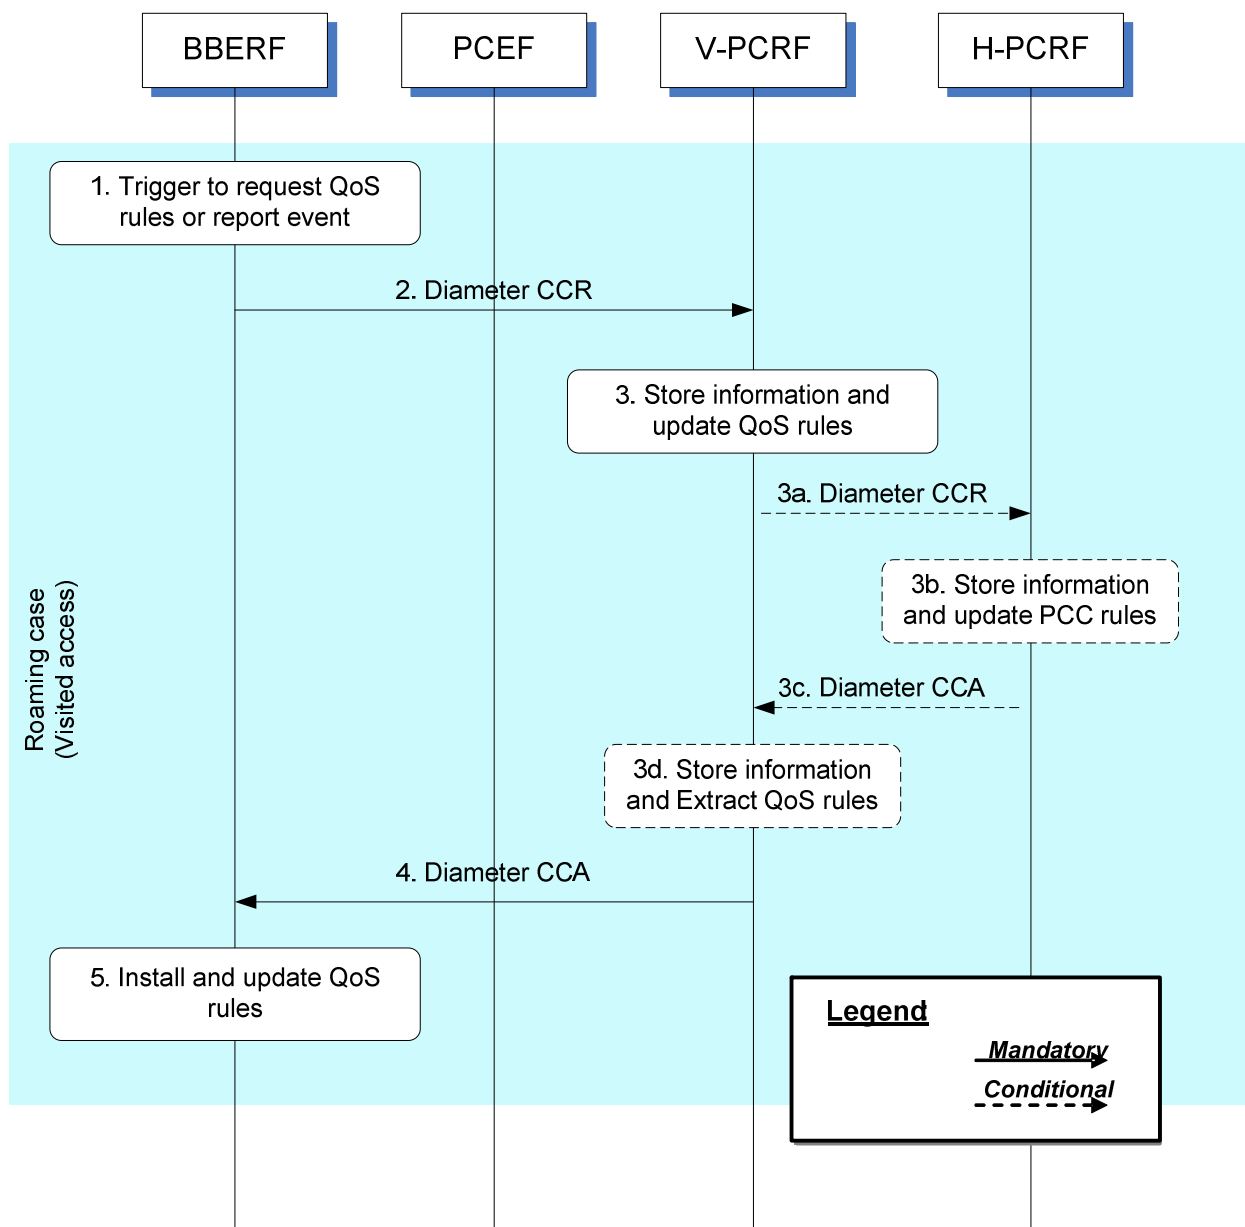 BBERF
PCEF
V-PCRF
H-PCRF
1. Trigger to request QoS
rules or report event
2. Diameter CCR
3. Store information and
update QoS rules
3a. Diameter CCR
3b. Store information
and update PCC rules
Roaming case
(Visited access)
3c. Diameter CCA
3d. Store information
and Extract QoS rules
4. Diameter CCA
5. Install and update QoS
rules
Legend
Mandatory
Conditional